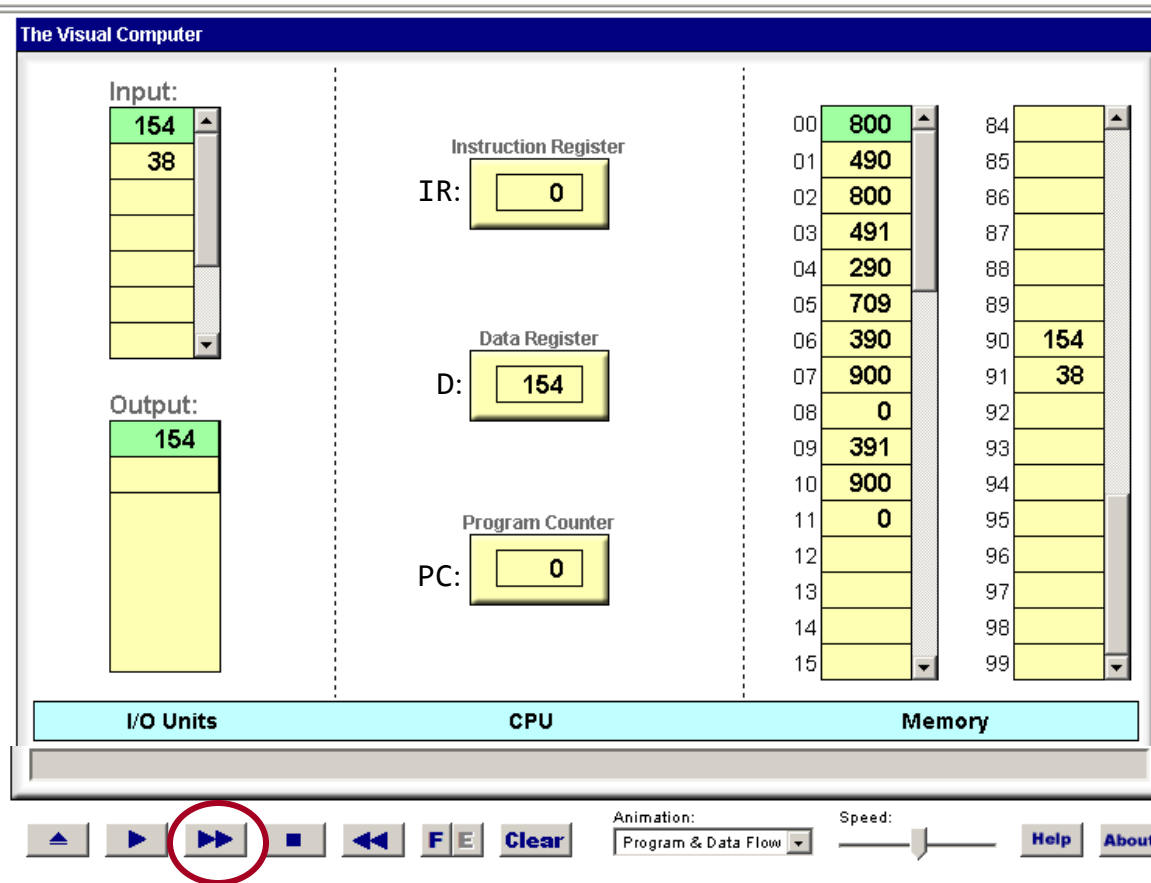 The Visual Computer
Input:
154
38
Output:
154
Instruction Register
IR: 0
Data Register
D: 154
Program Counter
PC: 0
00 800
01 490
02 800
03 491
04 290
05 709
06 390
07 900
08 0
09 391
10 900
11 0
12
13
14
15
84
85
86
87
88
89
90 154
91 38
92
93
94
95
96
97
98
99
I/O Units CPU Memory
Animation: Speed:
F E Clear Program & Data Flow Help About